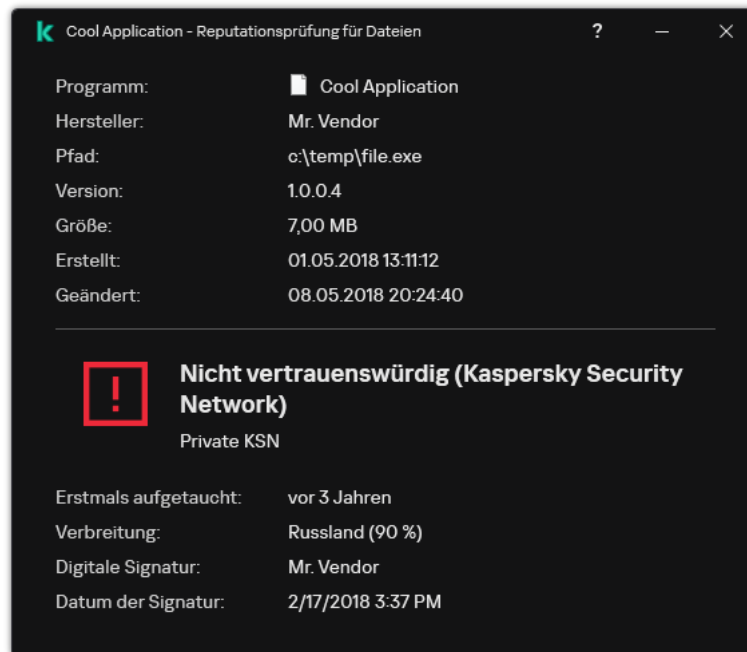 Cool Application - Reputationsprüfung für Dateien ?
Programm: Cool Application
Hersteller: Mr. Vendor
Pfad: c:\temp\file.exe
Version: 1.0.0.4
Größe: 7,00 MB
Erstellt: 01.05.2018 13:11:12
Geändert: 08.05.2018 20:24:40
Nicht vertrauenswürdig (Kaspersky Security
Network)
Private KSN
Erstmals aufgetaucht: vor 3 Jahren
Verbreitung: Russland (90 %)
Digitale Signatur: Mr. Vendor
Datum der Signatur: 2/17/2018 3:37 PM